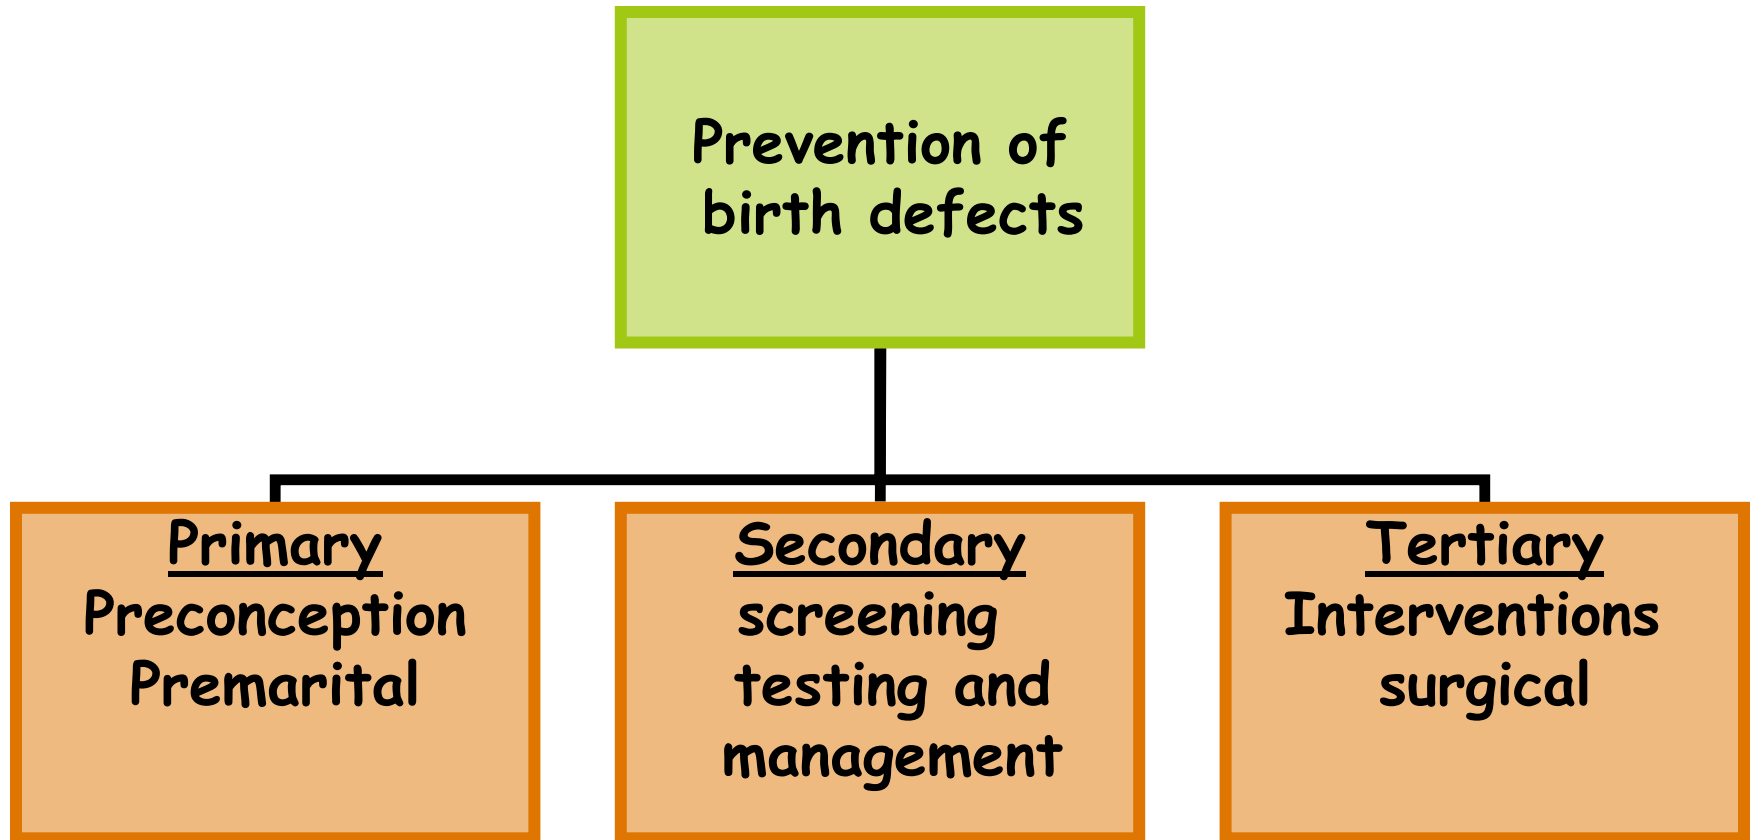 Prevention of
birth defects
Primary
Preconception
Premarital
Secondary
screening
testing and
management
Tertiary
Interventions
surgical